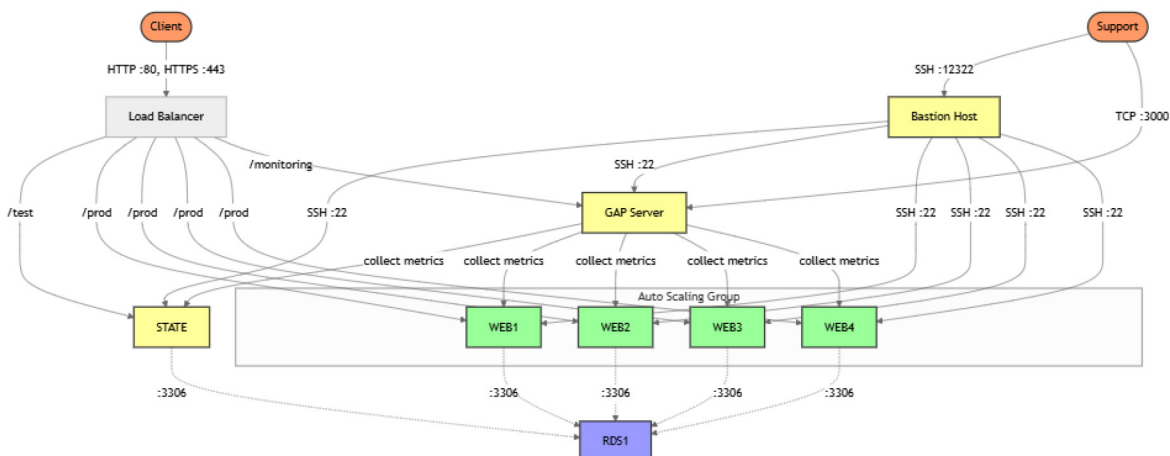 Client
Support
HTTP :80, HTTPS :443
SSH :12322
Load Balancer
Bastion Host
TCP :3000
/monitoring
SSH :22
/test
/prod
/prod
/prod
/prod
SSH :22
GAP Server
SSH :22
SSH :22
SSH :22
SSH :22
collect metrics
collect metrics
collect metrics
collect metrics
collect metrics
Auto Scaling Group
STATE
WEB1
WEB2
WEB3
WEB4
:3306
:3306
:3306
:3306
:3306
RDS1